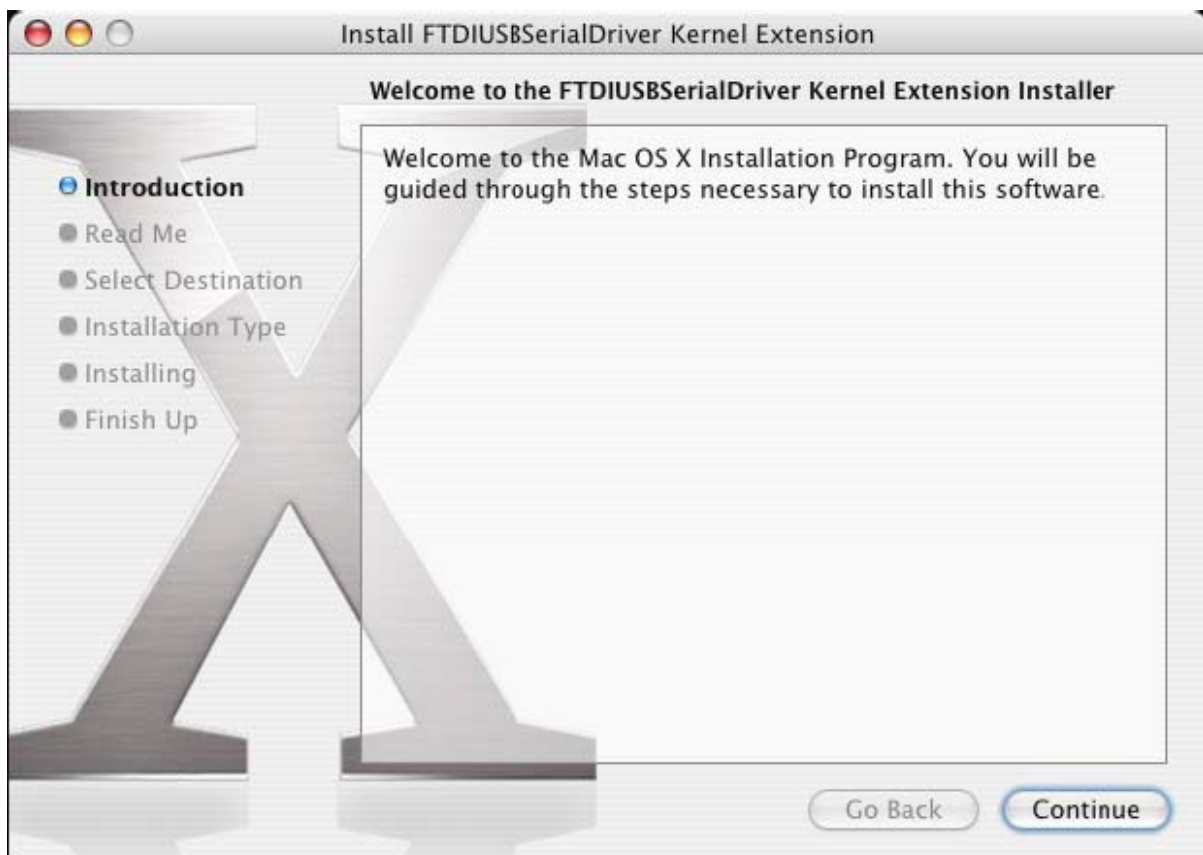 Install FTDIUSBSerialDriver Kernel Extension
Welcome to the FTDIUSBSerialDriver Kernel Extension Installer
Introduction
Read Me
Select Destination
Installation Type
Installing
Finish Up
Welcome to the Mac OS X Installation Program. You will be
guided through the steps necessary to install this software.
Go Back
Continue